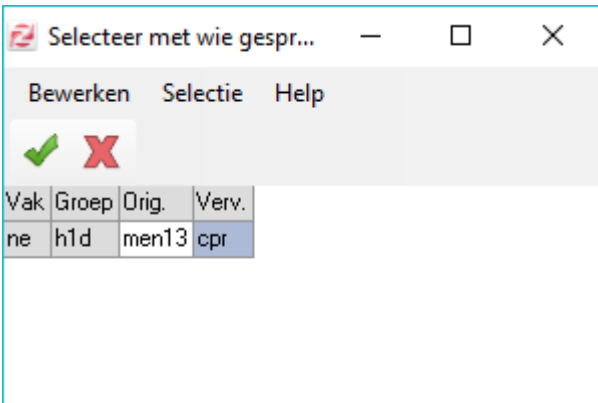 Selecteer met wie gespr...
Bewerken Selectie Help
Vak Groep Orig. Verv.
ne h1d men13 cpr